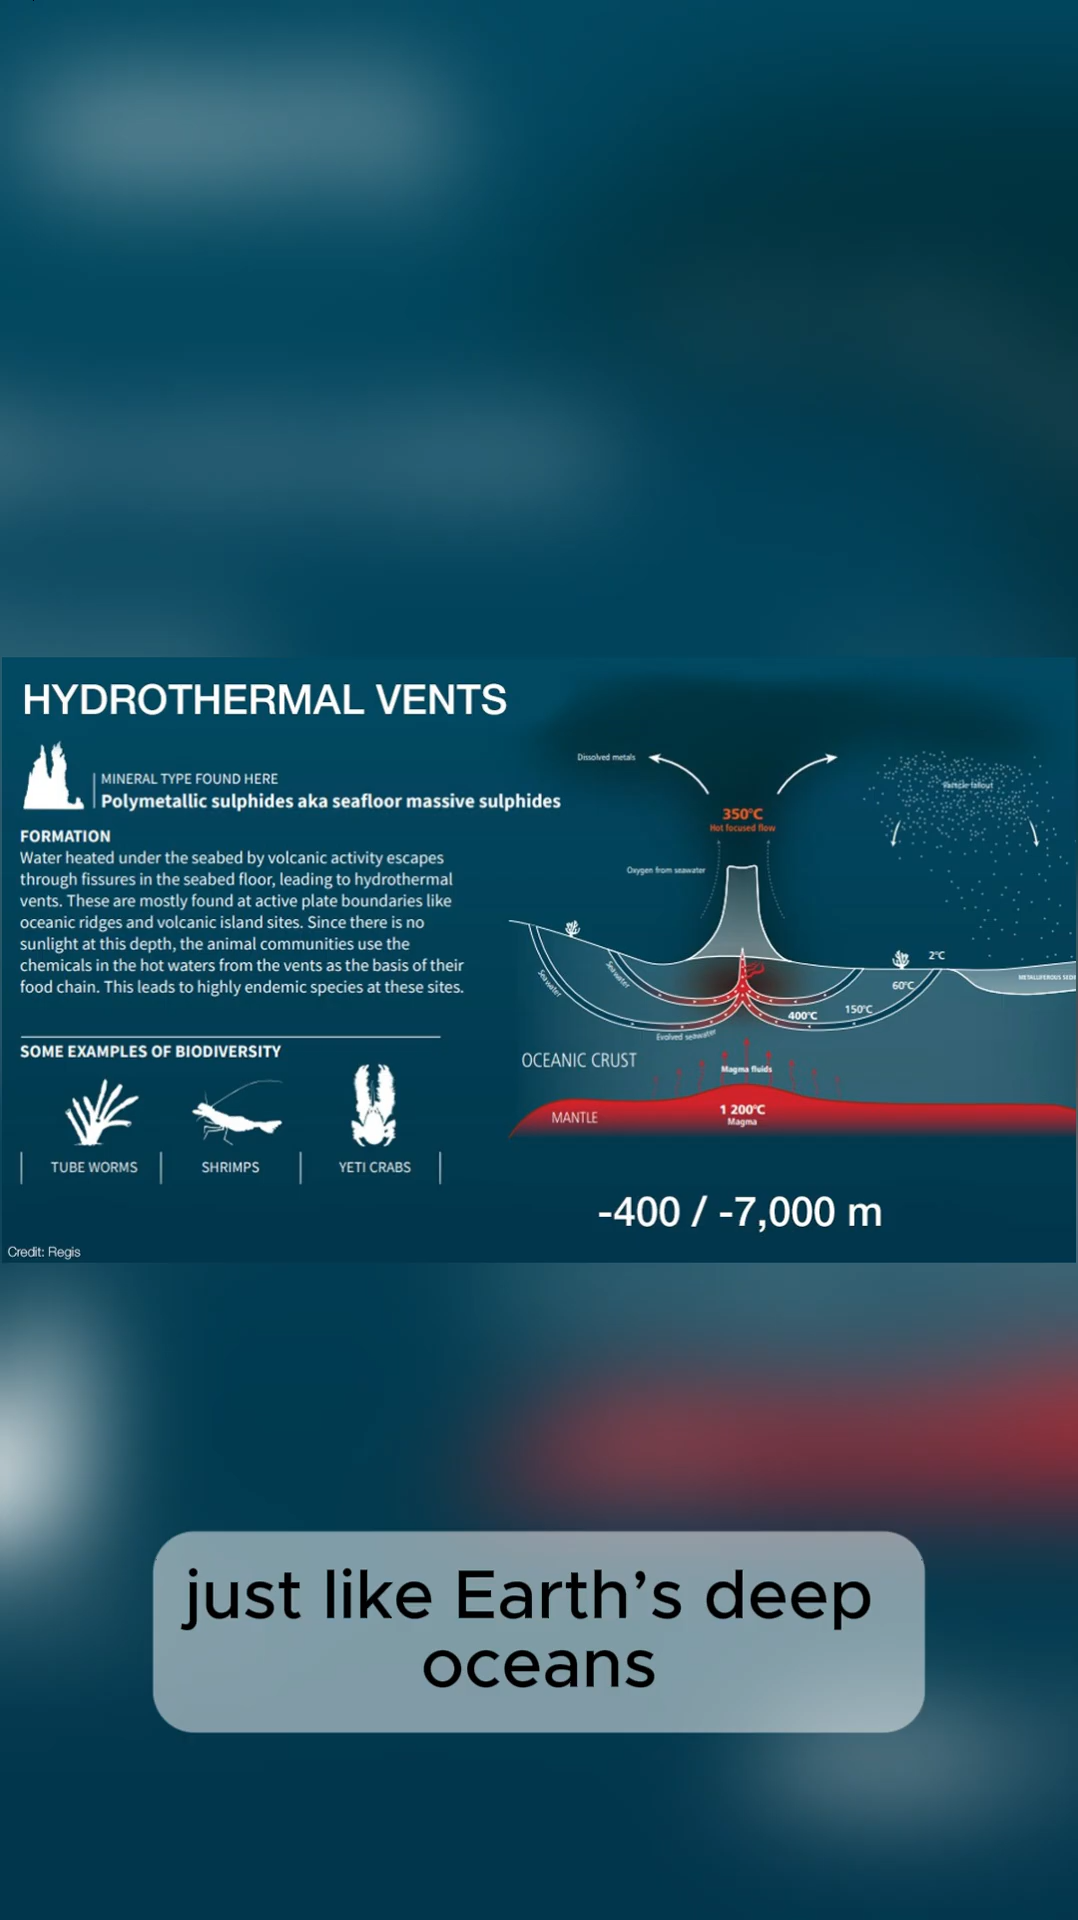 HYDROTHERMAL VENTS
MINERAL TYPE FOUND HERE
Polymetallic sulphides aka seafloor massive sulphides
FORMATION
Water heated under the seabed by volcanic activity escapes
through fissures in the seabed floor, leading to hydrothermal
vents. These are mostly found at active plate boundaries like
oceanic ridges and volcanic island sites. Since there is no
sunlight at this depth, the animal communities use the
chemicals in the hot waters from the vents as the basis of their
food chain. This leads to highly endemic species at these sites.
SOME EXAMPLES OF BIODIVERSITY
TUBE WORMS
SHRIMPS
YETI CRABS
Credit: Regis
Dissolved metals
350°C
Hot focused flow
Particle fallout
Oxygen from seawater
Seawater
Seawater
Evolved seawater
400°C
150°C
60°C
2°C
METALLIFEROUS SEDI
OCEANIC CRUST
Magma fluids
MANTLE
1 200°C
Magma
-400 / -7,000 m
just like Earth's deep
oceans